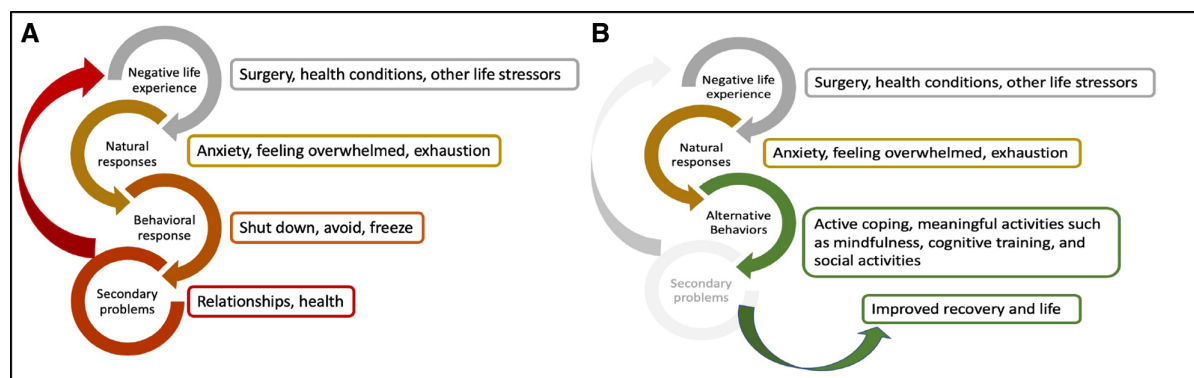 A
Negative life
experience
Surgery, health conditions, other life stressors
Natural
responses
Anxiety, feeling overwhelmed, exhaustion
Behavioral
response
Shut down, avoid, freeze
Secondary
problems
Relationships, health
B
Negative life
experience
Surgery, health conditions, other life stressors
Natural
responses
Anxiety, feeling overwhelmed, exhaustion
Alternative
Behaviors
Active coping, meaningful activities such
as mindfulness, cognitive training, and
social activities
Secondary
problems
Improved recovery and life